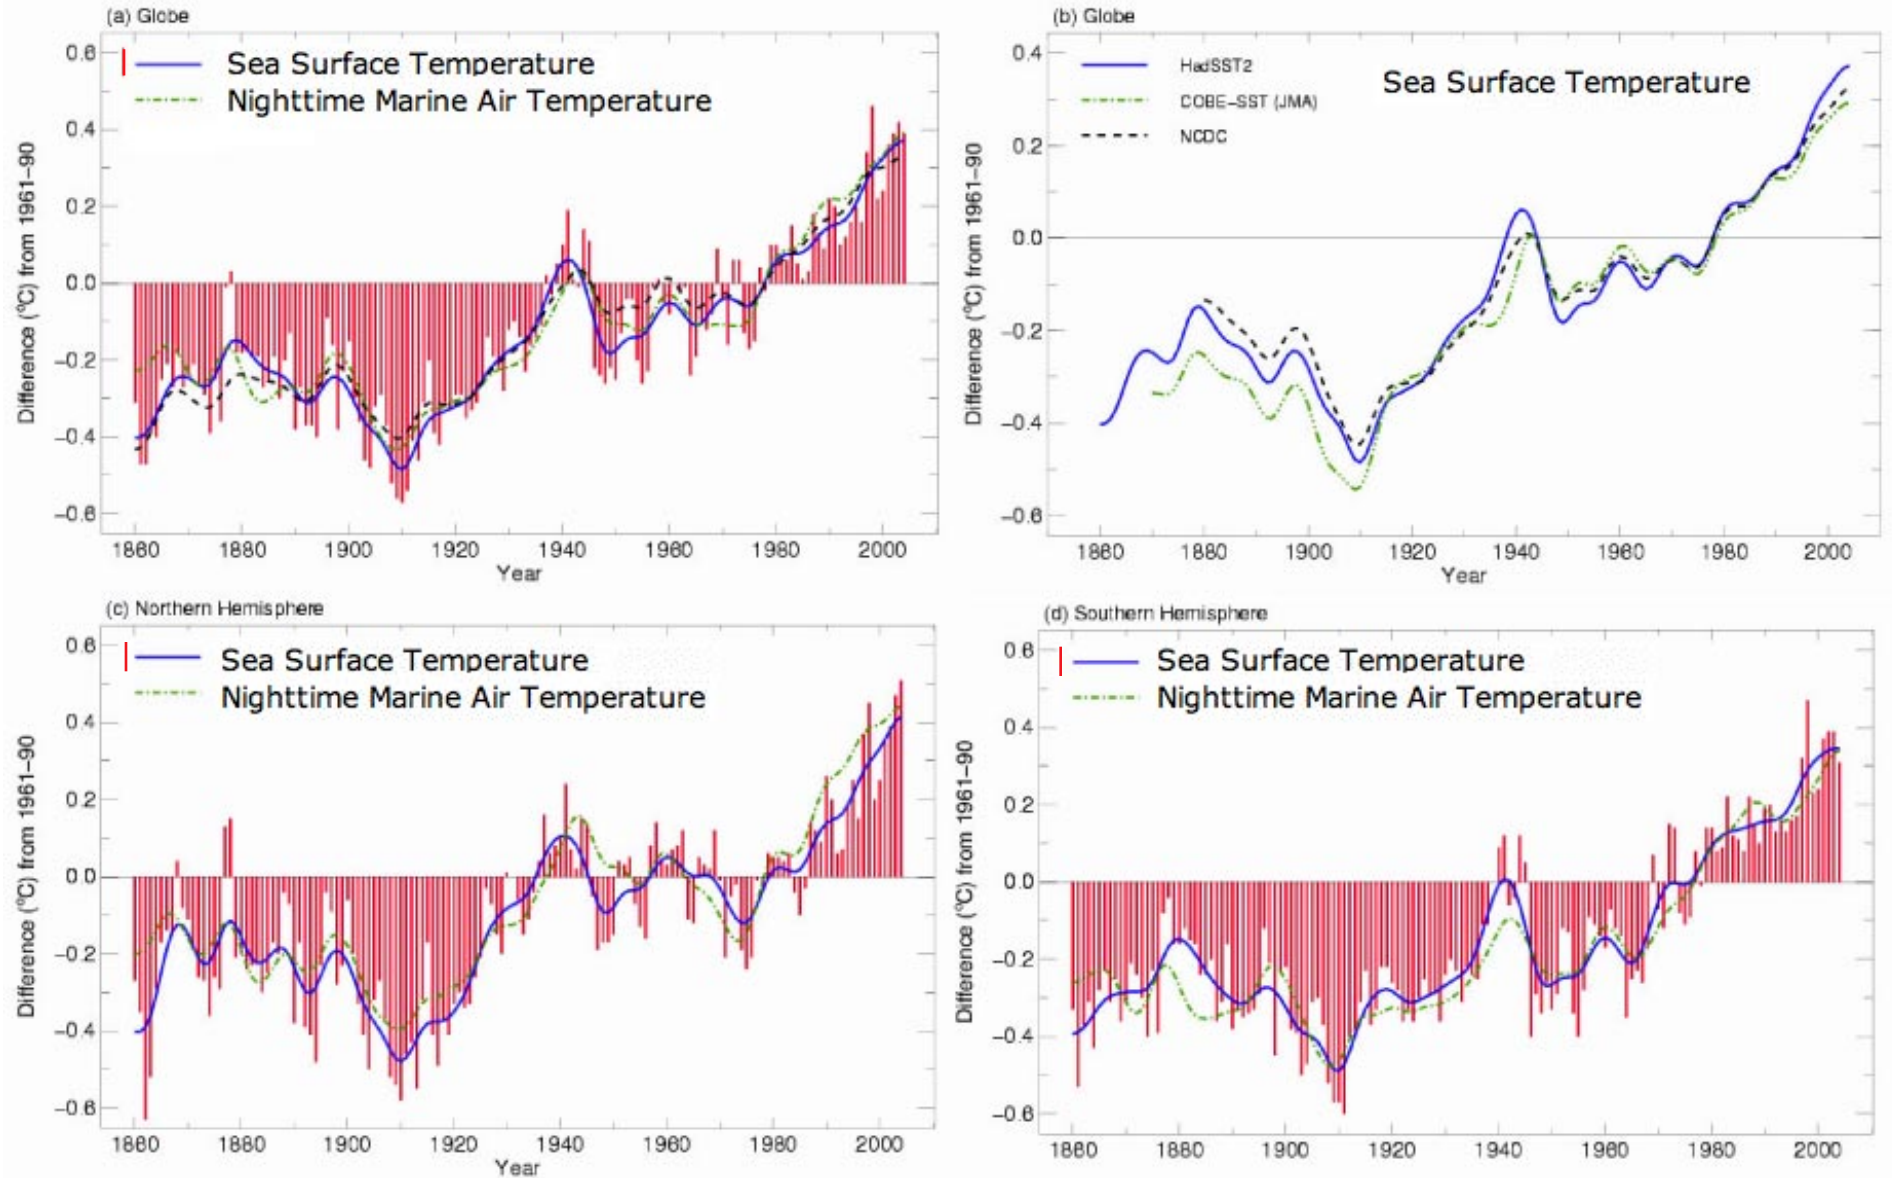 (a) Globe
Sea Surface Temperature
Nighttime Marine Air Temperature
Difference (°C) from 1961–90
0.6
0.4
0.2
0.0
−0.2
−0.4
−0.6
1860 1880 1900 1920 1940 1960 1980 2000
Year
(b) Globe
HadSST2
COBE−SST (JMA)
NCDC
Sea Surface Temperature
Difference (°C) from 1961–90
0.4
0.2
0.0
−0.2
−0.4
−0.6
1860 1880 1900 1920 1940 1960 1980 2000
Year
(c) Northern Hemisphere
Sea Surface Temperature
Nighttime Marine Air Temperature
Difference (°C) from 1961–90
0.6
0.4
0.2
0.0
−0.2
−0.4
−0.6
1860 1880 1900 1920 1940 1960 1980 2000
Year
(d) Southern Hemisphere
Sea Surface Temperature
Nighttime Marine Air Temperature
Difference (°C) from 1961–90
0.6
0.4
0.2
0.0
−0.2
−0.4
−0.6
1860 1880 1900 1920 1940 1960 1980 2000